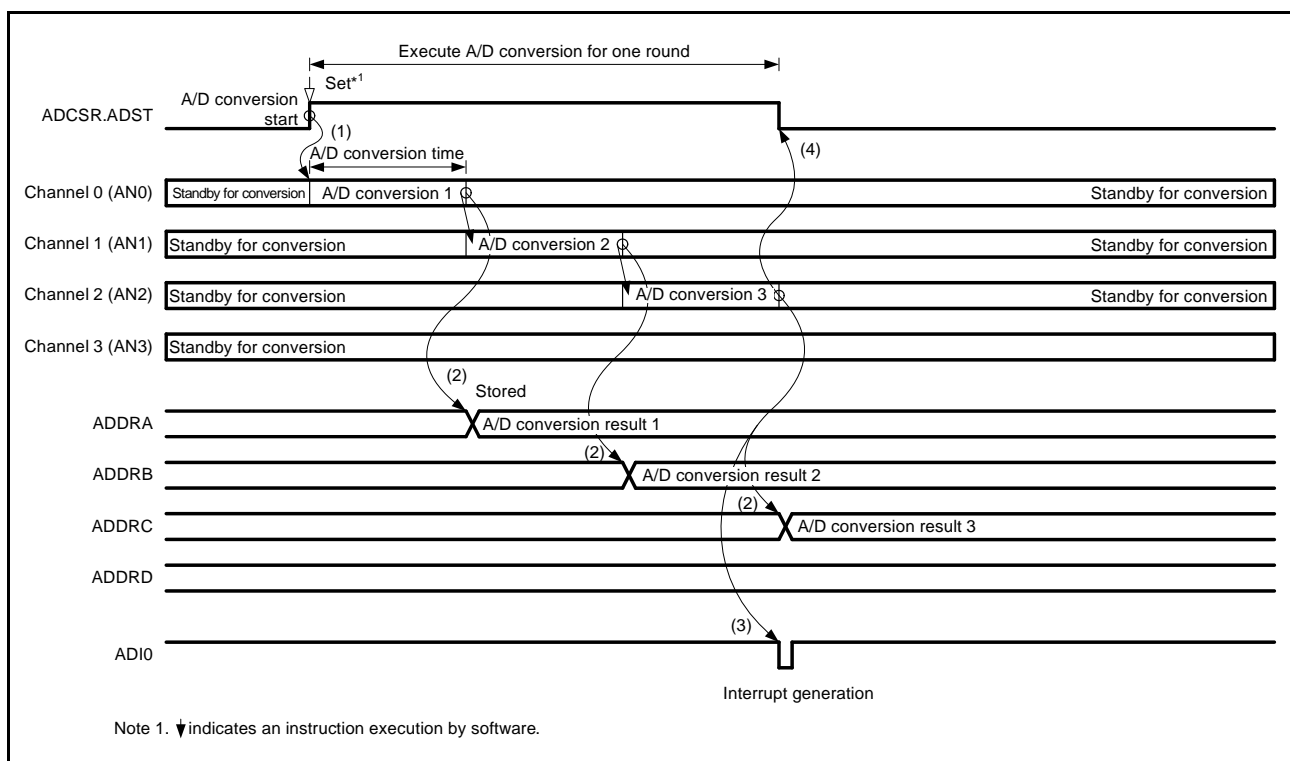 Execute A/D conversion for one round
Set*1
A/D conversion
start
ADCSR.ADST
(1)
(4)
A/D conversion time
Channel 0 (AN0) Standby for conversion A/D conversion 1 Standby for conversion
Channel 1 (AN1) Standby for conversion A/D conversion 2 Standby for conversion
Channel 2 (AN2) Standby for conversion A/D conversion 3 Standby for conversion
Channel 3 (AN3) Standby for conversion
(2) Stored
ADDRA A/D conversion result 1
ADDRB (2) A/D conversion result 2
ADDRC (2) A/D conversion result 3
ADDRD
(3)
ADI0
Interrupt generation
Note 1. indicates an instruction execution by software.